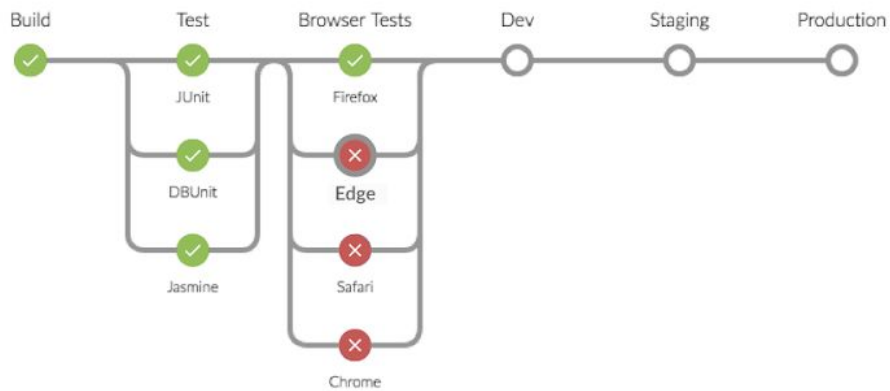 Build
Test
Browser Tests
Dev
Staging
Production
JUnit
Firefox
DBUnit
Edge
Jasmine
Safari
Chrome